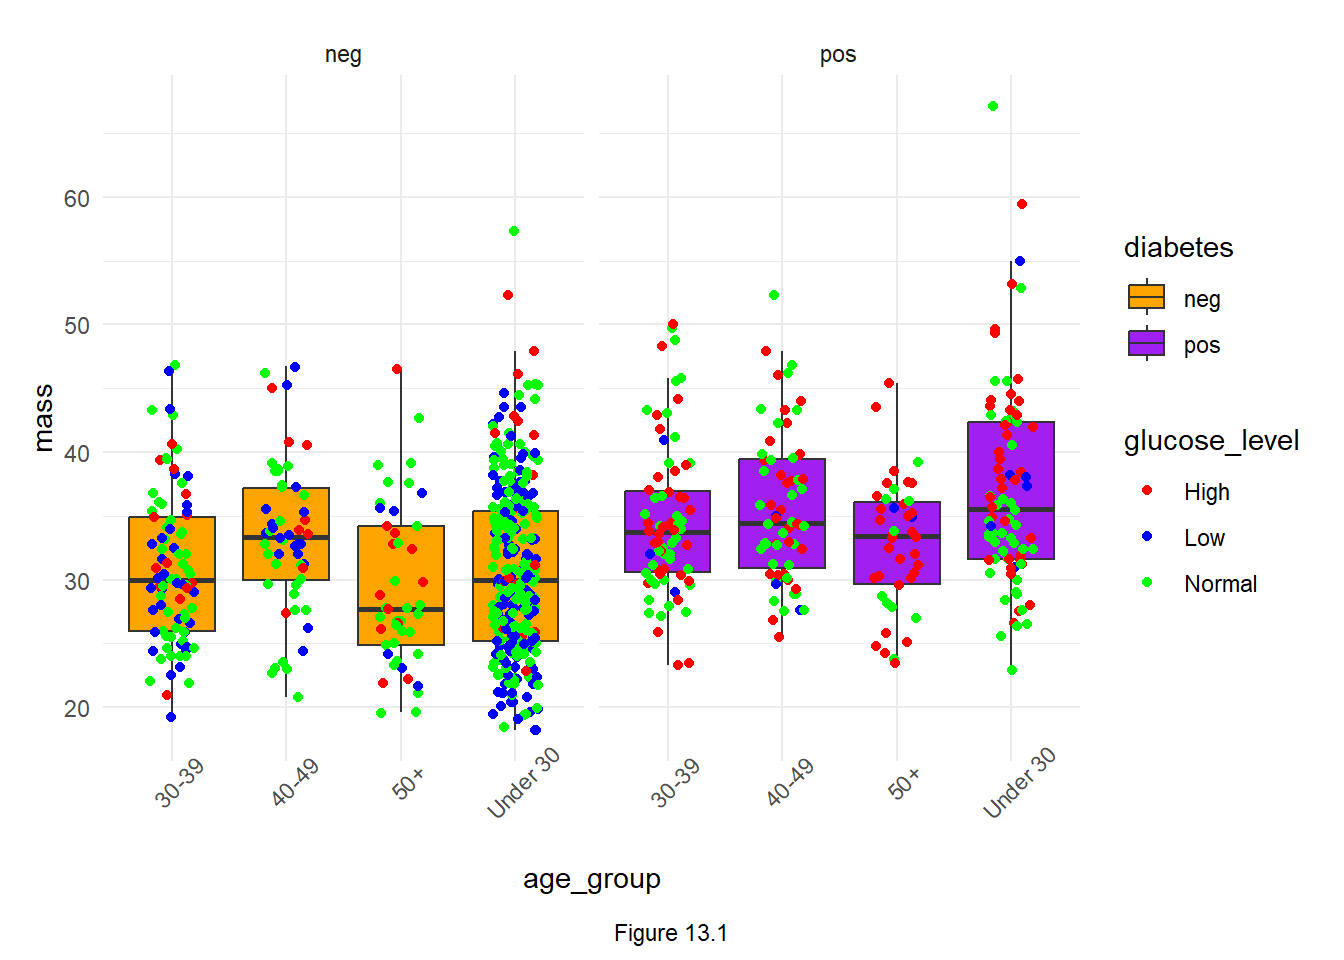 neg
pos
60
50
40
30
20
mass
30-39
40-49
50+
Under 30
30-39
40-49
50+
Under 30
age_group
diabetes
neg
pos
glucose_level
High
Low
Normal
Figure 13.1